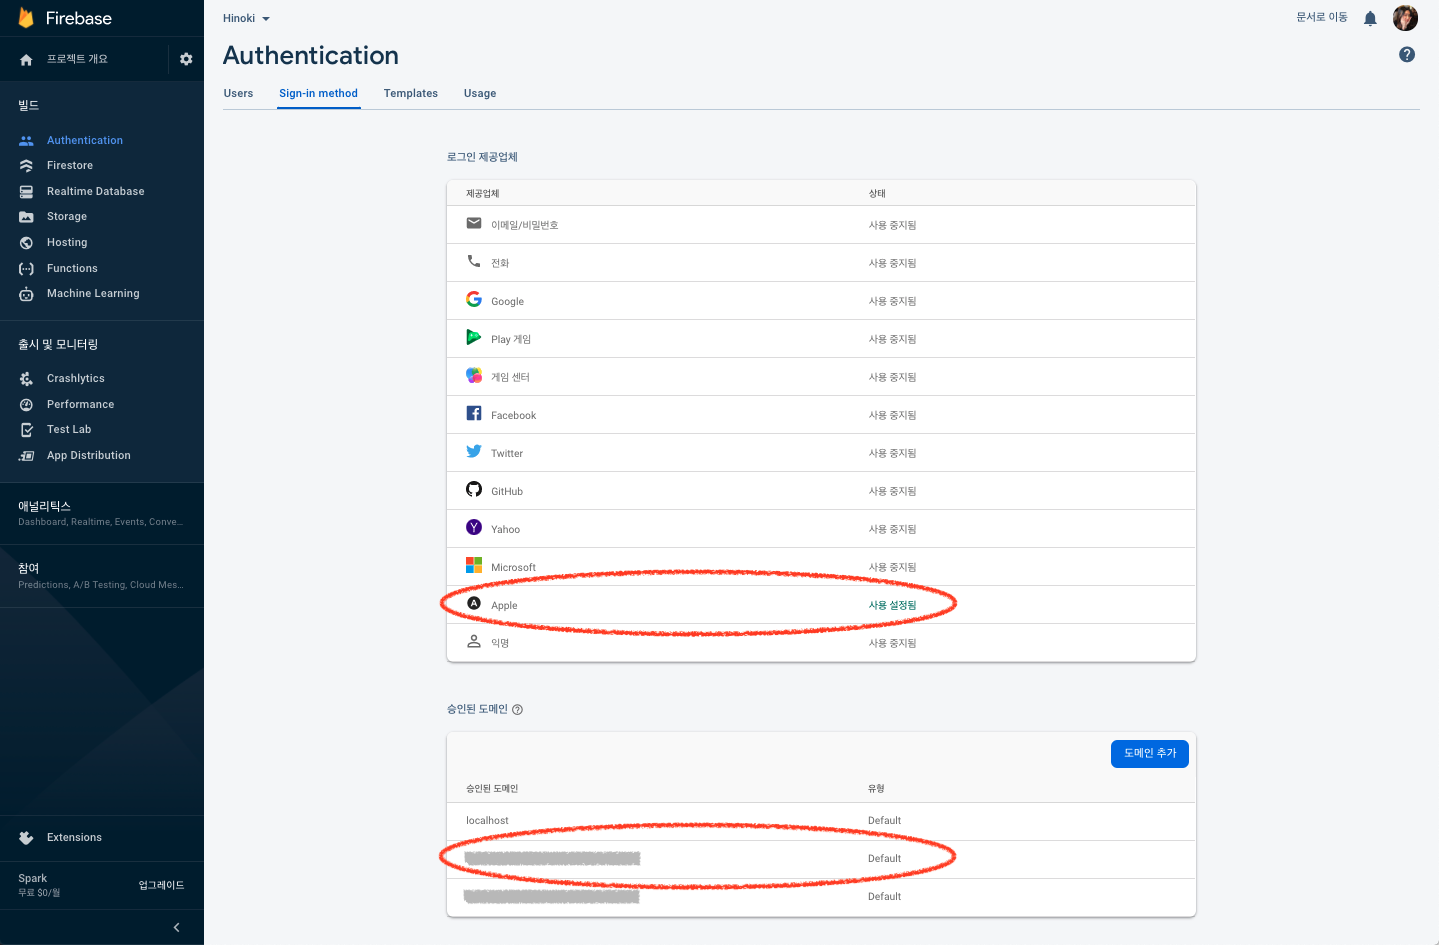 Firebase
프로젝트 개요
빌드
Authentication
Firestore
Realtime Database
Storage
Hosting
Functions
Machine Learning
출시 및 모니터링
Crashlytics
Performance
Test Lab
App Distribution
애널리틱스
Dashboard, Realtime, Events, Conve...
참여
Predictions, A/B Testing, Cloud Mes...
Extensions
Spark
무료 $0/월
업그레이드
Hinoki
문서로 이동
Authentication
Users Sign-in method Templates Usage
로그인 제공업체
제공업체 상태
이메일/비밀번호 사용 중지됨
전화 사용 중지됨
Google 사용 중지됨
Play 게임 사용 중지됨
게임 센터 사용 중지됨
Facebook 사용 중지됨
Twitter 사용 중지됨
GitHub 사용 중지됨
Yahoo 사용 중지됨
Microsoft 사용 중지됨
Apple 사용 설정됨
익명 사용 중지됨
승인된 도메인
도메인 추가
승인된 도메인 유형
localhost Default
Default
Default